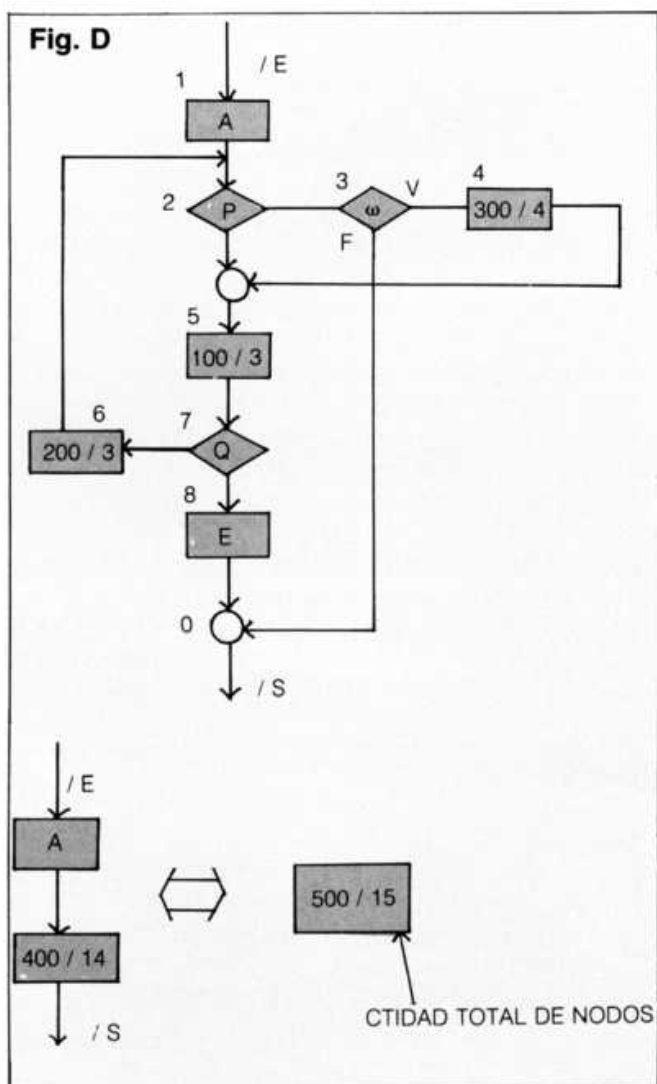 Fig. D
/ E
1
A
2
P
3
ω
V
4
300 / 4
F
5
100 / 3
6
200 / 3
7
Q
8
E
0
/ S
/ E
A
400 / 14
/ S
500 / 15
CTIDAD TOTAL DE NODOS